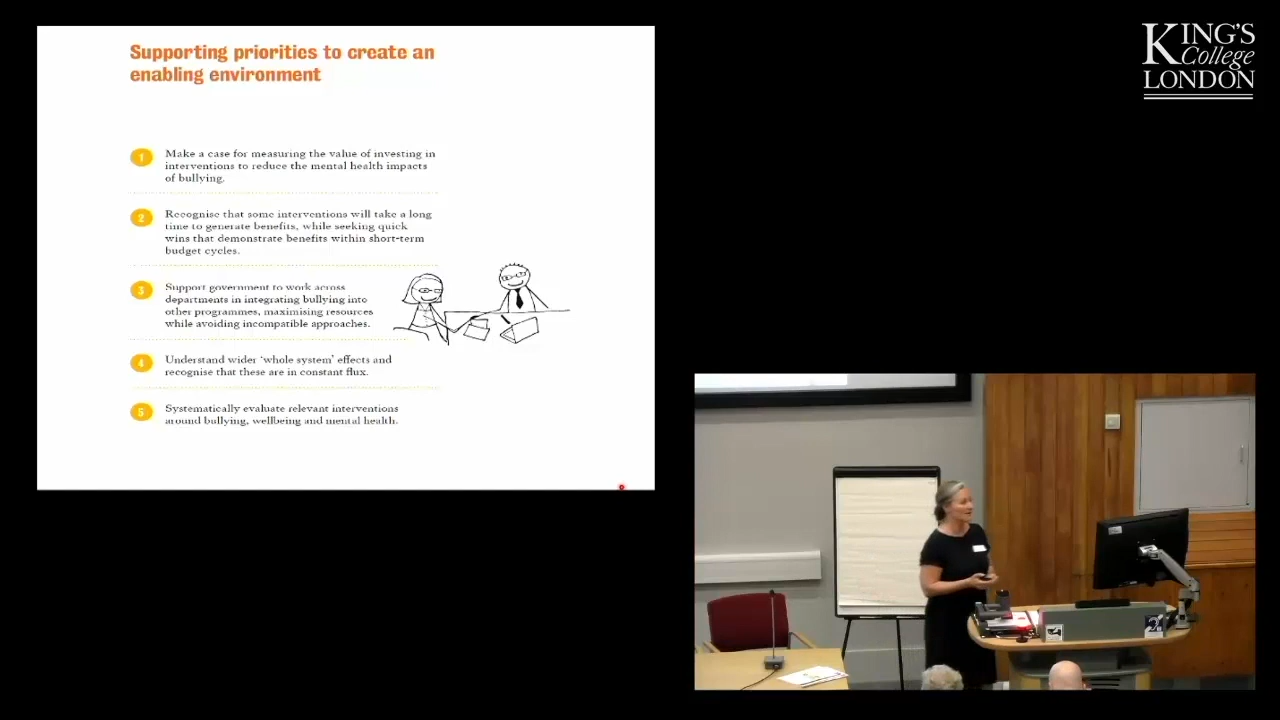 Supporting priorities to create an
enabling environment
1
Make a case for measuring the value of investing in
interventions to reduce the mental health impacts
of bullying.
2
Recognise that some interventions will take a long
time to generate benefits, while seeking quick
wins that demonstrate benefits within short-term
budget cycles.
3
Support government to work across
departments in integrating bullying into
other programmes, maximising resources
while avoiding incompatible approaches.
4
Understand wider ‘whole system’ effects and
recognise that these are in constant flux.
5
Systematically evaluate relevant interventions
around bullying, wellbeing and mental health.
KING'S
College
LONDON